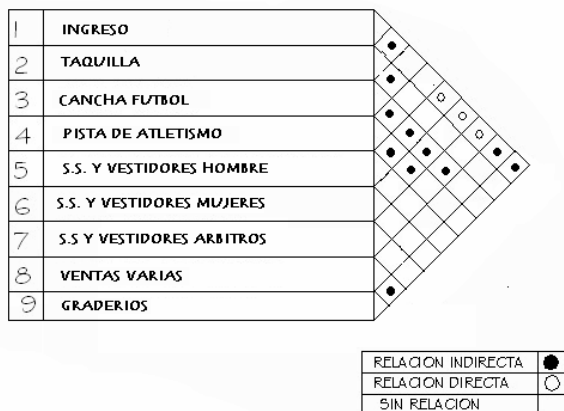 1 INGRESO
2 TAQUILLA
3 CANCHA FUTBOL
4 PISTA DE ATLETISMO
5 S.S. Y VESTIDORES HOMBRE
6 S.S. Y VESTIDORES MUJERES
7 S.S Y VESTIDORES ARBITROS
8 VENTAS VARIAS
9 GRADERIOS
RELACION INDIRECTA
RELACION DIRECTA
SIN RELACION